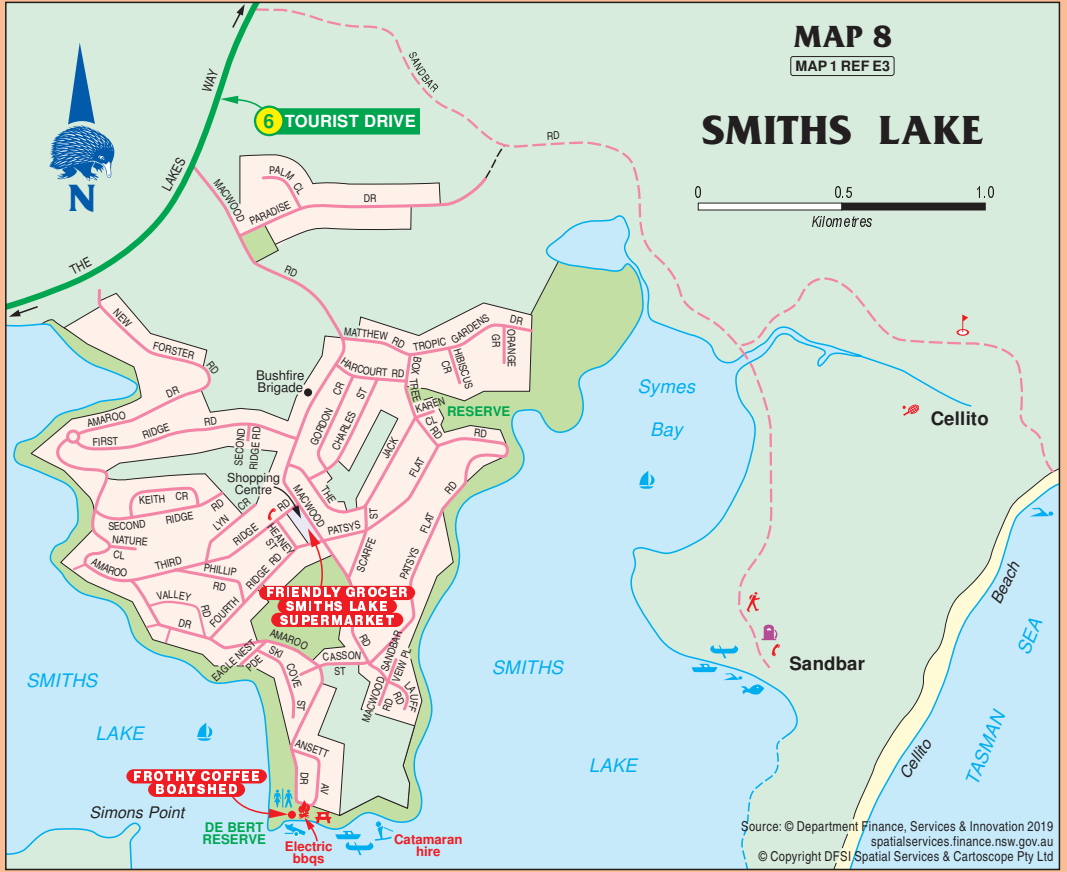 MAP 8
MAP 1 REF E3
SMITHS LAKE
0 0.5 1.0
Kilometres
N
6 TOURIST DRIVE
THE LAKES WAY
SANDBAR RD
MACWOOD RD
PALM CL
PARADISE DR
NEW FORSTER RD
MATTHEW RD
TROPIC GARDENS DR
ORANGE GR
HIBISCUS CR
BOX TREE
HARCOURT RD
Bushfire
Brigade
GORDON CR
CHARLES ST
KAREN CL
RESERVE
RD
RD
JACK
AMAROO DR
FIRST RIDGE RD
SECOND RIDGE RD
Shopping
Centre
MACWOOD
THE
PATSYS
ST
FLAT
PATSYS FLAT RD
SCARFE
KEITH CR
SECOND RIDGE RD
LYN CR
NATURE CL
AMAROO
THIRD RIDGE RD
HEANEY ST
PHILLIP RD
FOURTH RIDGE RD
VALLEY RD
DR
FRIENDLY GROCER
SMITHS LAKE
SUPERMARKET
AMAROO
RD
EAGLE NEST PDE
SKI COVE ST
CASSON ST
SANDBAR VEIW PL
MACWOOD RD
LAUFF RD
ANSETT AV
DR
FROTHY COFFEE
BOATSHED
Simons Point
DE BERT
RESERVE
Electric
bbqs
Catamaran
hire
SMITHS
LAKE
SMITHS
LAKE
Symes
Bay
Cellito
Sandbar
Cellito Beach
TASMAN SEA
Source: © Department Finance, Services & Innovation 2019
spatialservices.finance.nsw.gov.au
© Copyright DFSI Spatial Services & Cartoscope Pty Ltd